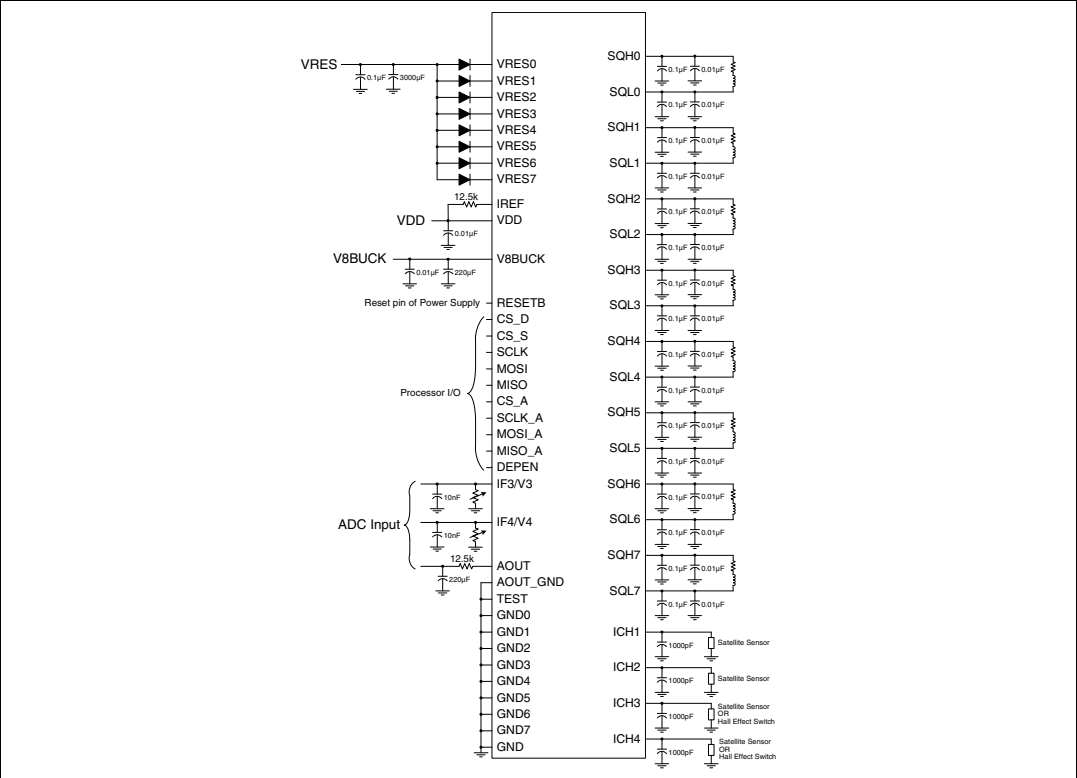 VRES
0.1µF
3000µF
VRES0
VRES1
VRES2
VRES3
VRES4
VRES5
VRES6
VRES7
12.5k
IREF
VDD
VDD
0.01µF
V8BUCK
V8BUCK
0.01µF
220µF
Reset pin of Power Supply
RESETB
CS_D
CS_S
SCLK
MOSI
Processor I/O
MISO
CS_A
SCLK_A
MOSI_A
MISO_A
DEPEN
IF3/V3
10nF
ADC Input
IF4/V4
10nF
12.5k
AOUT
220µF
AOUT_GND
TEST
GND0
GND1
GND2
GND3
GND4
GND5
GND6
GND7
GND
SQH0
0.1µF
0.01µF
SQL0
0.1µF
0.01µF
SQH1
0.1µF
0.01µF
SQL1
0.1µF
0.01µF
SQH2
0.1µF
0.01µF
SQL2
0.1µF
0.01µF
SQH3
0.1µF
0.01µF
SQL3
0.1µF
0.01µF
SQH4
0.1µF
0.01µF
SQL4
0.1µF
0.01µF
SQH5
0.1µF
0.01µF
SQL5
0.1µF
0.01µF
SQH6
0.1µF
0.01µF
SQL6
0.1µF
0.01µF
SQH7
0.1µF
0.01µF
SQL7
0.1µF
0.01µF
ICH1
1000pF
Satellite Sensor
ICH2
1000pF
Satellite Sensor
ICH3
1000pF
Satellite Sensor
OR
Hall Effect Switch
ICH4
1000pF
Satellite Sensor
OR
Hall Effect Switch